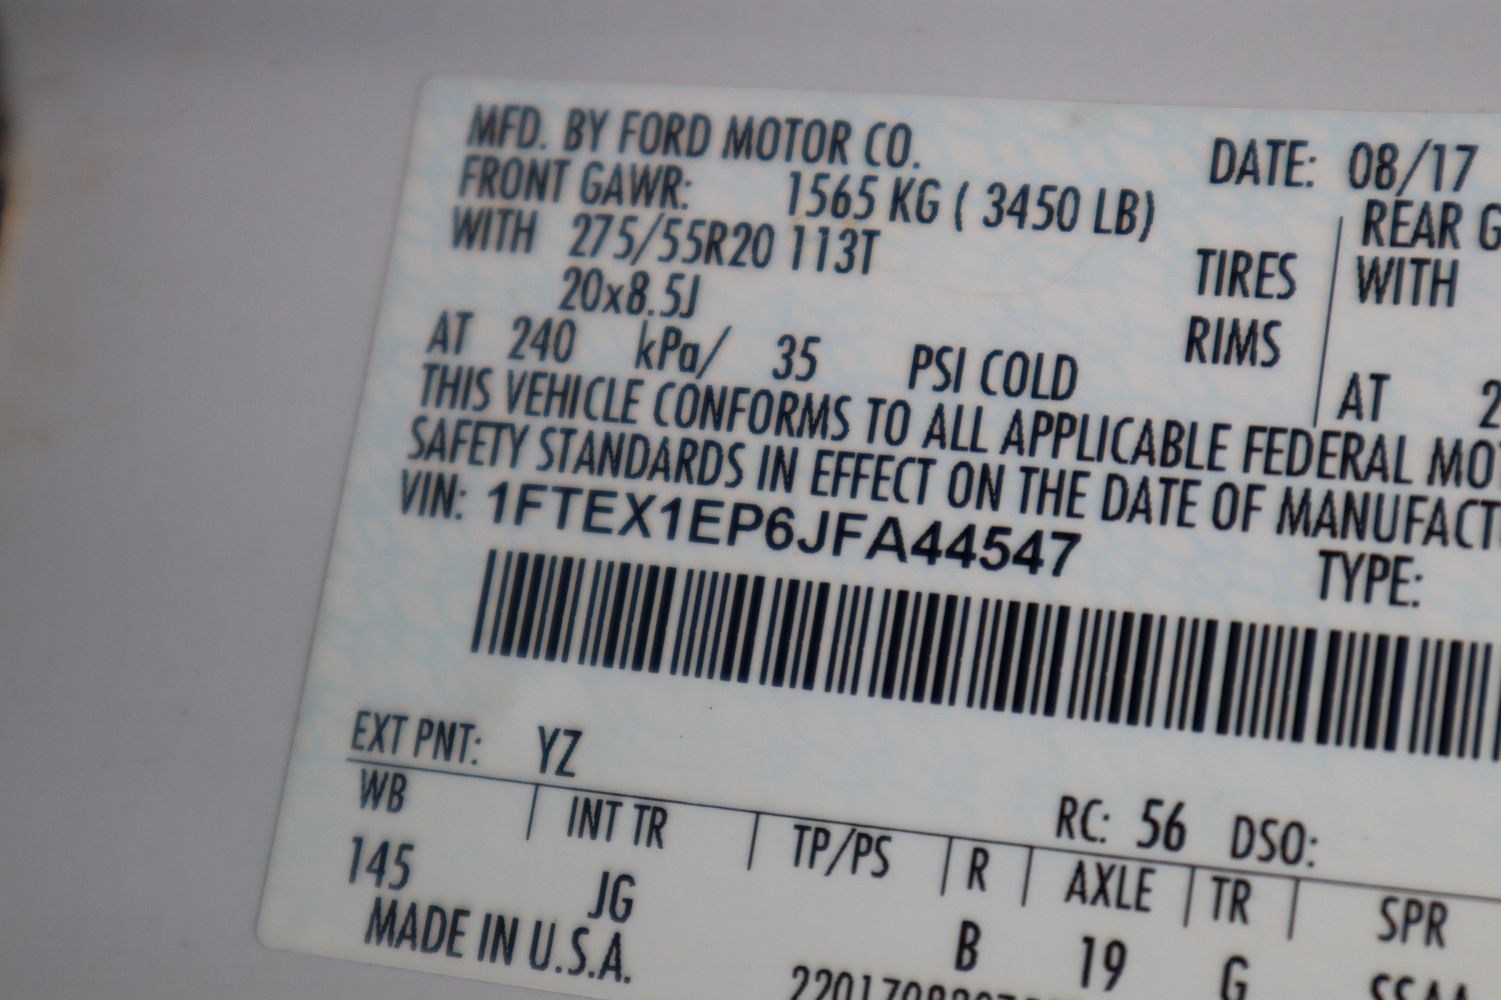 MFD. BY FORD MOTOR CO.
DATE: 08/17
FRONT GAWR: 1565 KG ( 3450 LB)
REAR G
WITH 275/55R20 113T TIRES
WITH
20x8.5J RIMS
AT 240 kPa/ 35 PSI COLD
AT 2
THIS VEHICLE CONFORMS TO ALL APPLICABLE FEDERAL MO
SAFETY STANDARDS IN EFFECT ON THE DATE OF MANUFACT
VIN: 1FTEX1EP6JFA44547
TYPE:
EXT PNT: YZ
RC: 56 DSO:
WB INT TR TP/PS R AXLE TR SPR
145 JG B 19 G
MADE IN U.S.A.